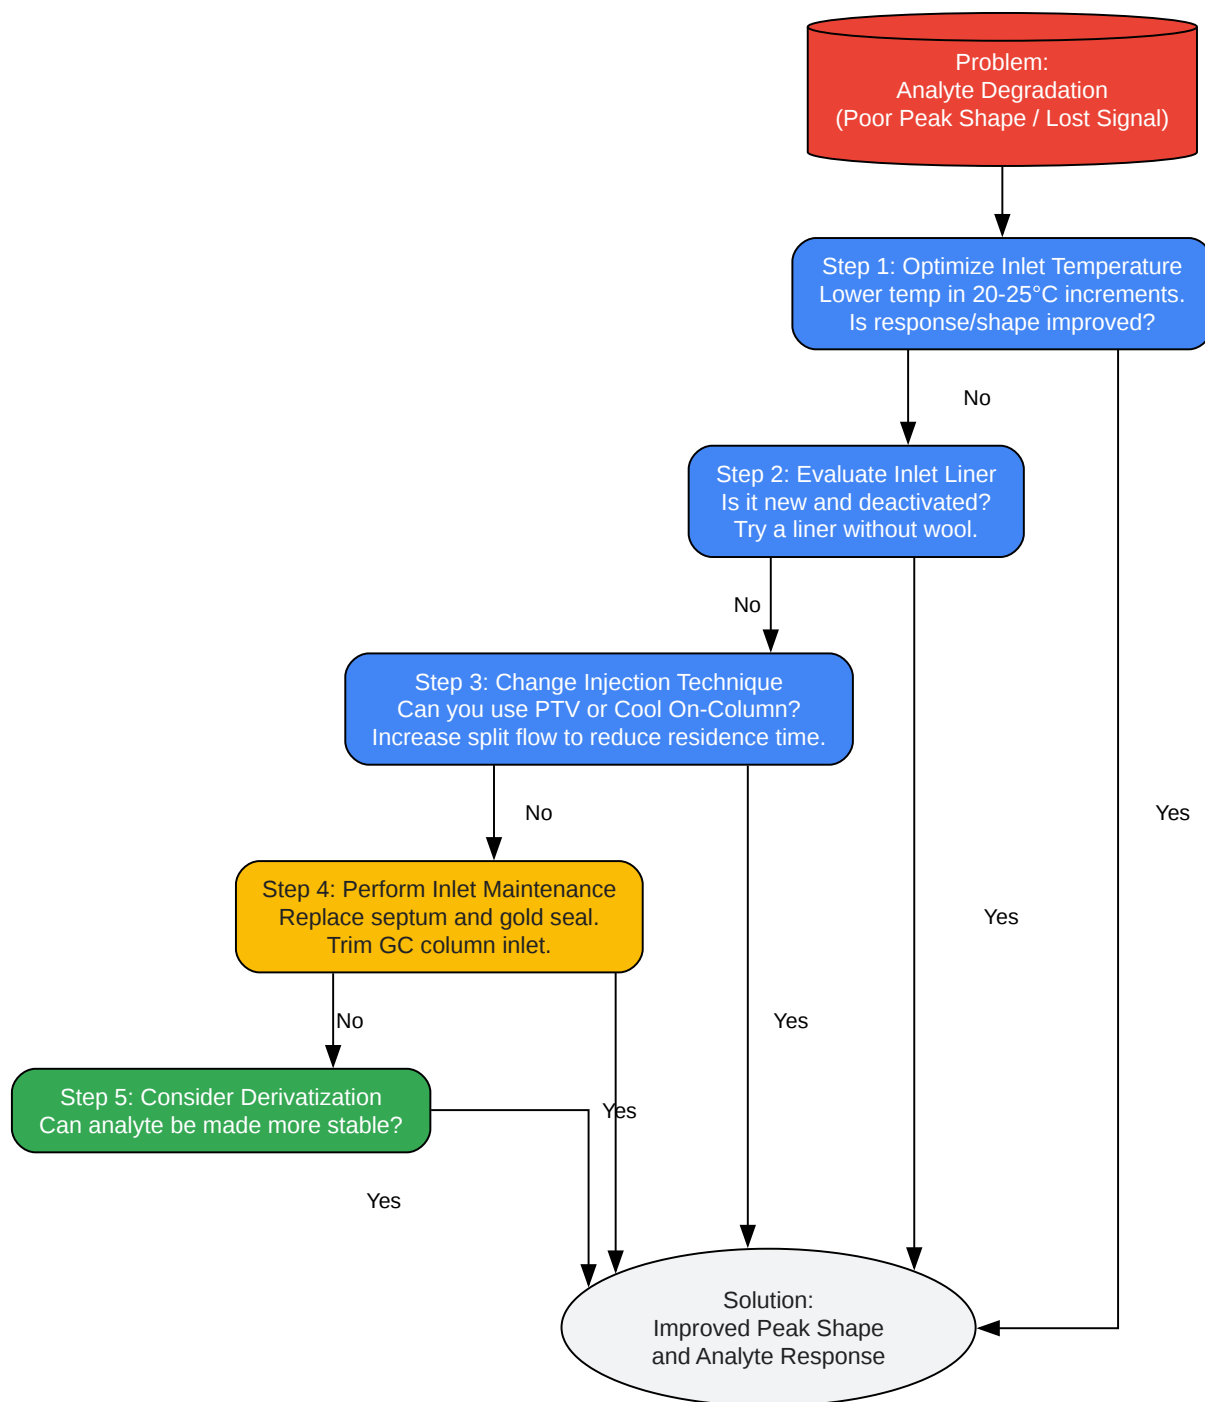 Problem:
Analyte Degradation
(Poor Peak Shape / Lost Signal)
Step 1: Optimize Inlet Temperature
Lower temp in 20-25°C increments.
Is response/shape improved?
No
Step 2: Evaluate Inlet Liner
Is it new and deactivated?
Try a liner without wool.
No
Step 3: Change Injection Technique
Can you use PTV or Cool On-Column?
Increase split flow to reduce residence time.
No
Yes
Step 4: Perform Inlet Maintenance
Replace septum and gold seal.
Trim GC column inlet.
Yes
No
Yes
Step 5: Consider Derivatization
Can analyte be made more stable?
Yes
Yes
Solution:
Improved Peak Shape
and Analyte Response